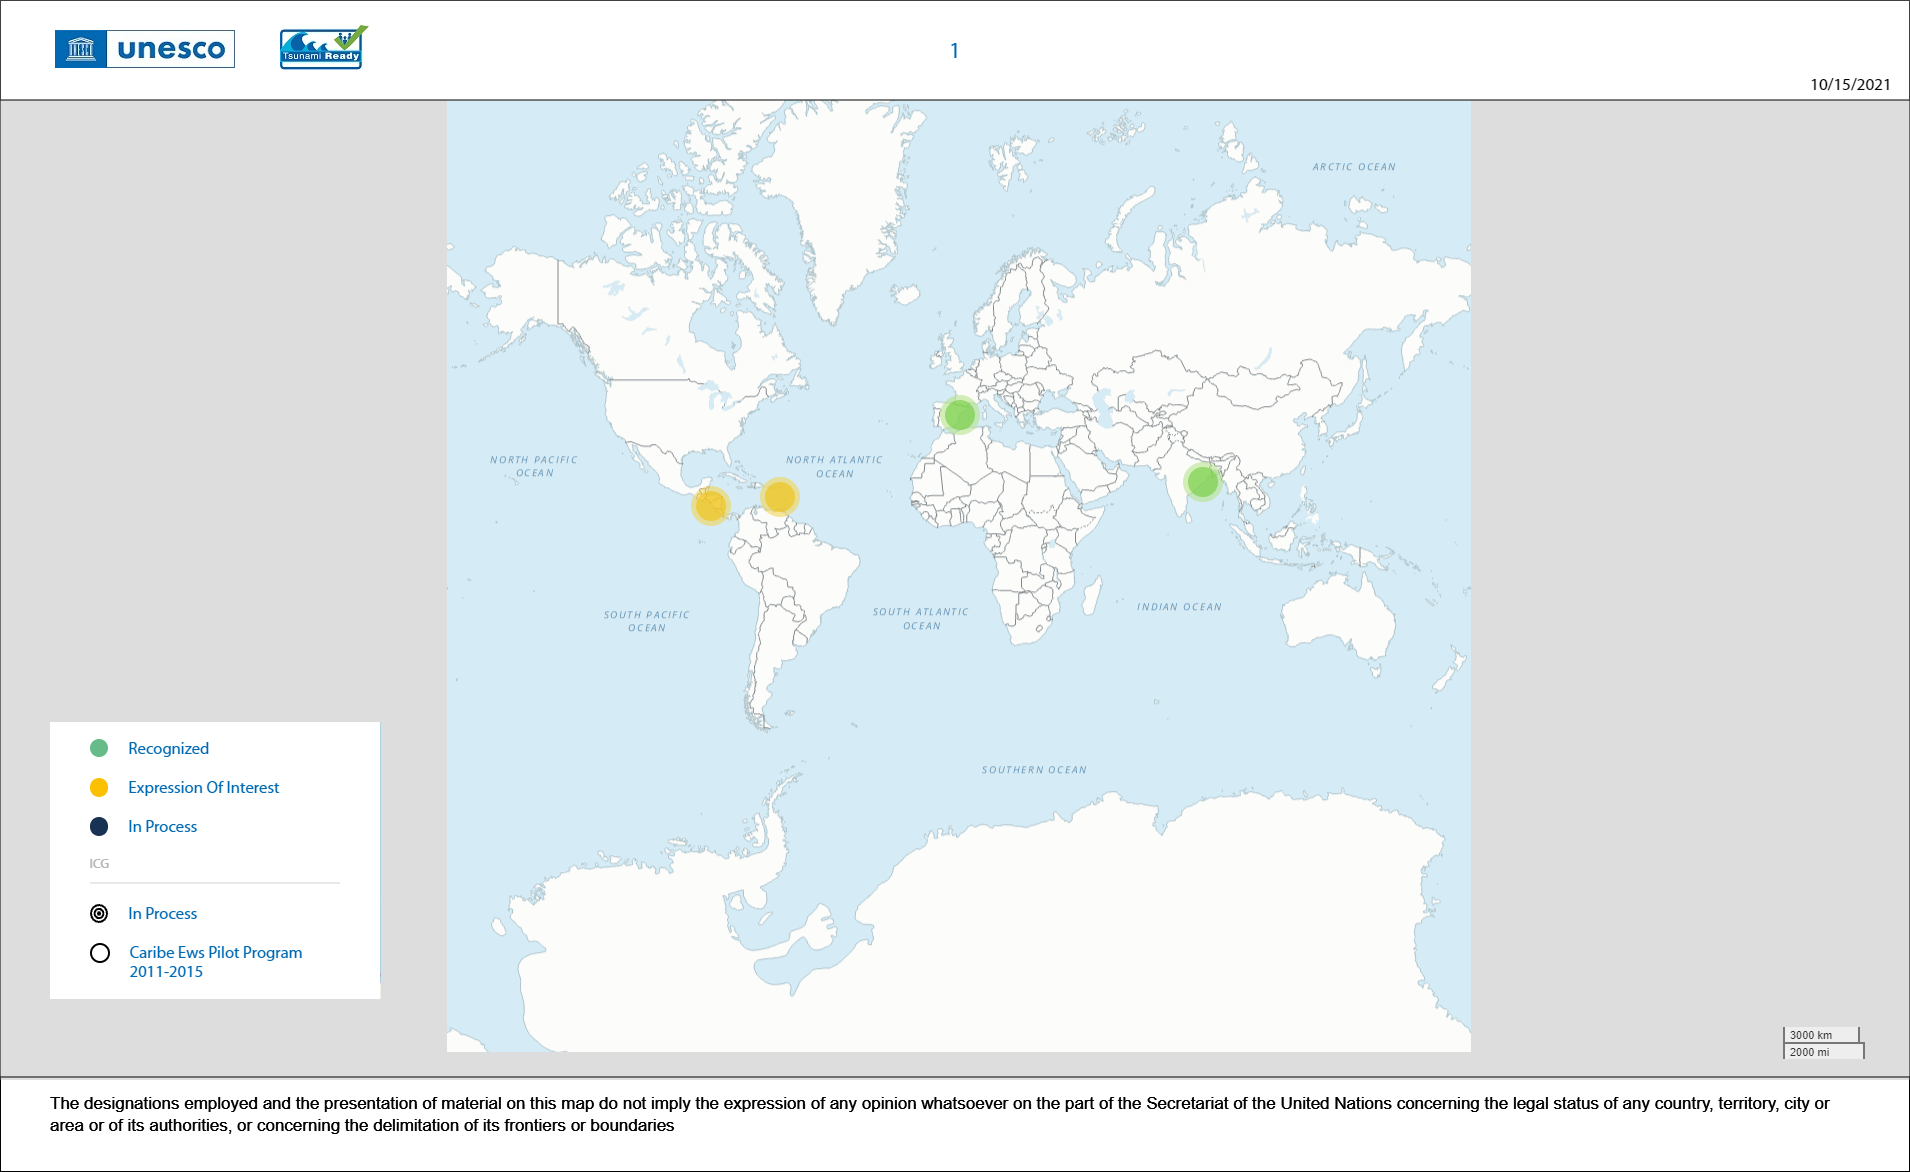 unesco
Tsunami Ready
1
10/15/2021
ARCTIC OCEAN
NORTH PACIFIC
OCEAN
NORTH ATLANTIC
OCEAN
SOUTH PACIFIC
OCEAN
SOUTH ATLANTIC
OCEAN
INDIAN OCEAN
SOUTHERN OCEAN
Recognized
Expression Of Interest
In Process
ICG
In Process
Caribe Ews Pilot Program
2011-2015
3000 km
2000 mi
The designations employed and the presentation of material on this map do not imply the expression of any opinion whatsoever on the part of the Secretariat of the United Nations concerning the legal status of any country, territory, city or
area or of its authorities, or concerning the delimitation of its frontiers or boundaries